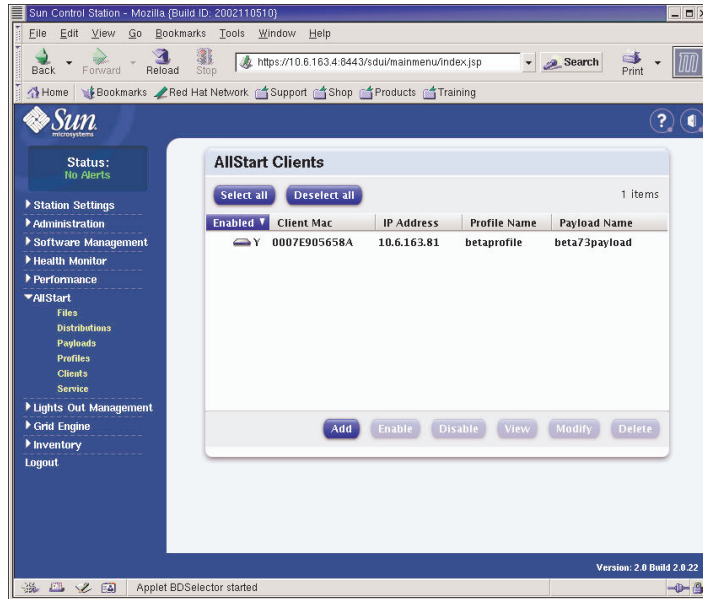 Sun Control Station - Mozilla {Build ID: 2002110510}
File Edit View Go Bookmarks Tools Window Help
Back Forward Reload Stop https://10.6.163.4:6443/sdui/mainmenu/index.jsp Search Print
Home Bookmarks Red Hat Network Support Shop Products Training
Sun
microsystems
?
Status:
No Alerts
Station Settings
Administration
Software Management
Health Monitor
Performance
AllStart
Files
Distributions
Payloads
Profiles
Clients
Service
Lights Out Management
Grid Engine
Inventory
Logout
AllStart Clients
Select all Deselect all 1 items
Enabled Client Mac IP Address Profile Name Payload Name
Y 0007E905658A 10.6.163.81 betaprofile beta73payload
Add Enable Disable View Modify Delete
Version: 2.0 Build 2.0.22
Applet BDSelector started